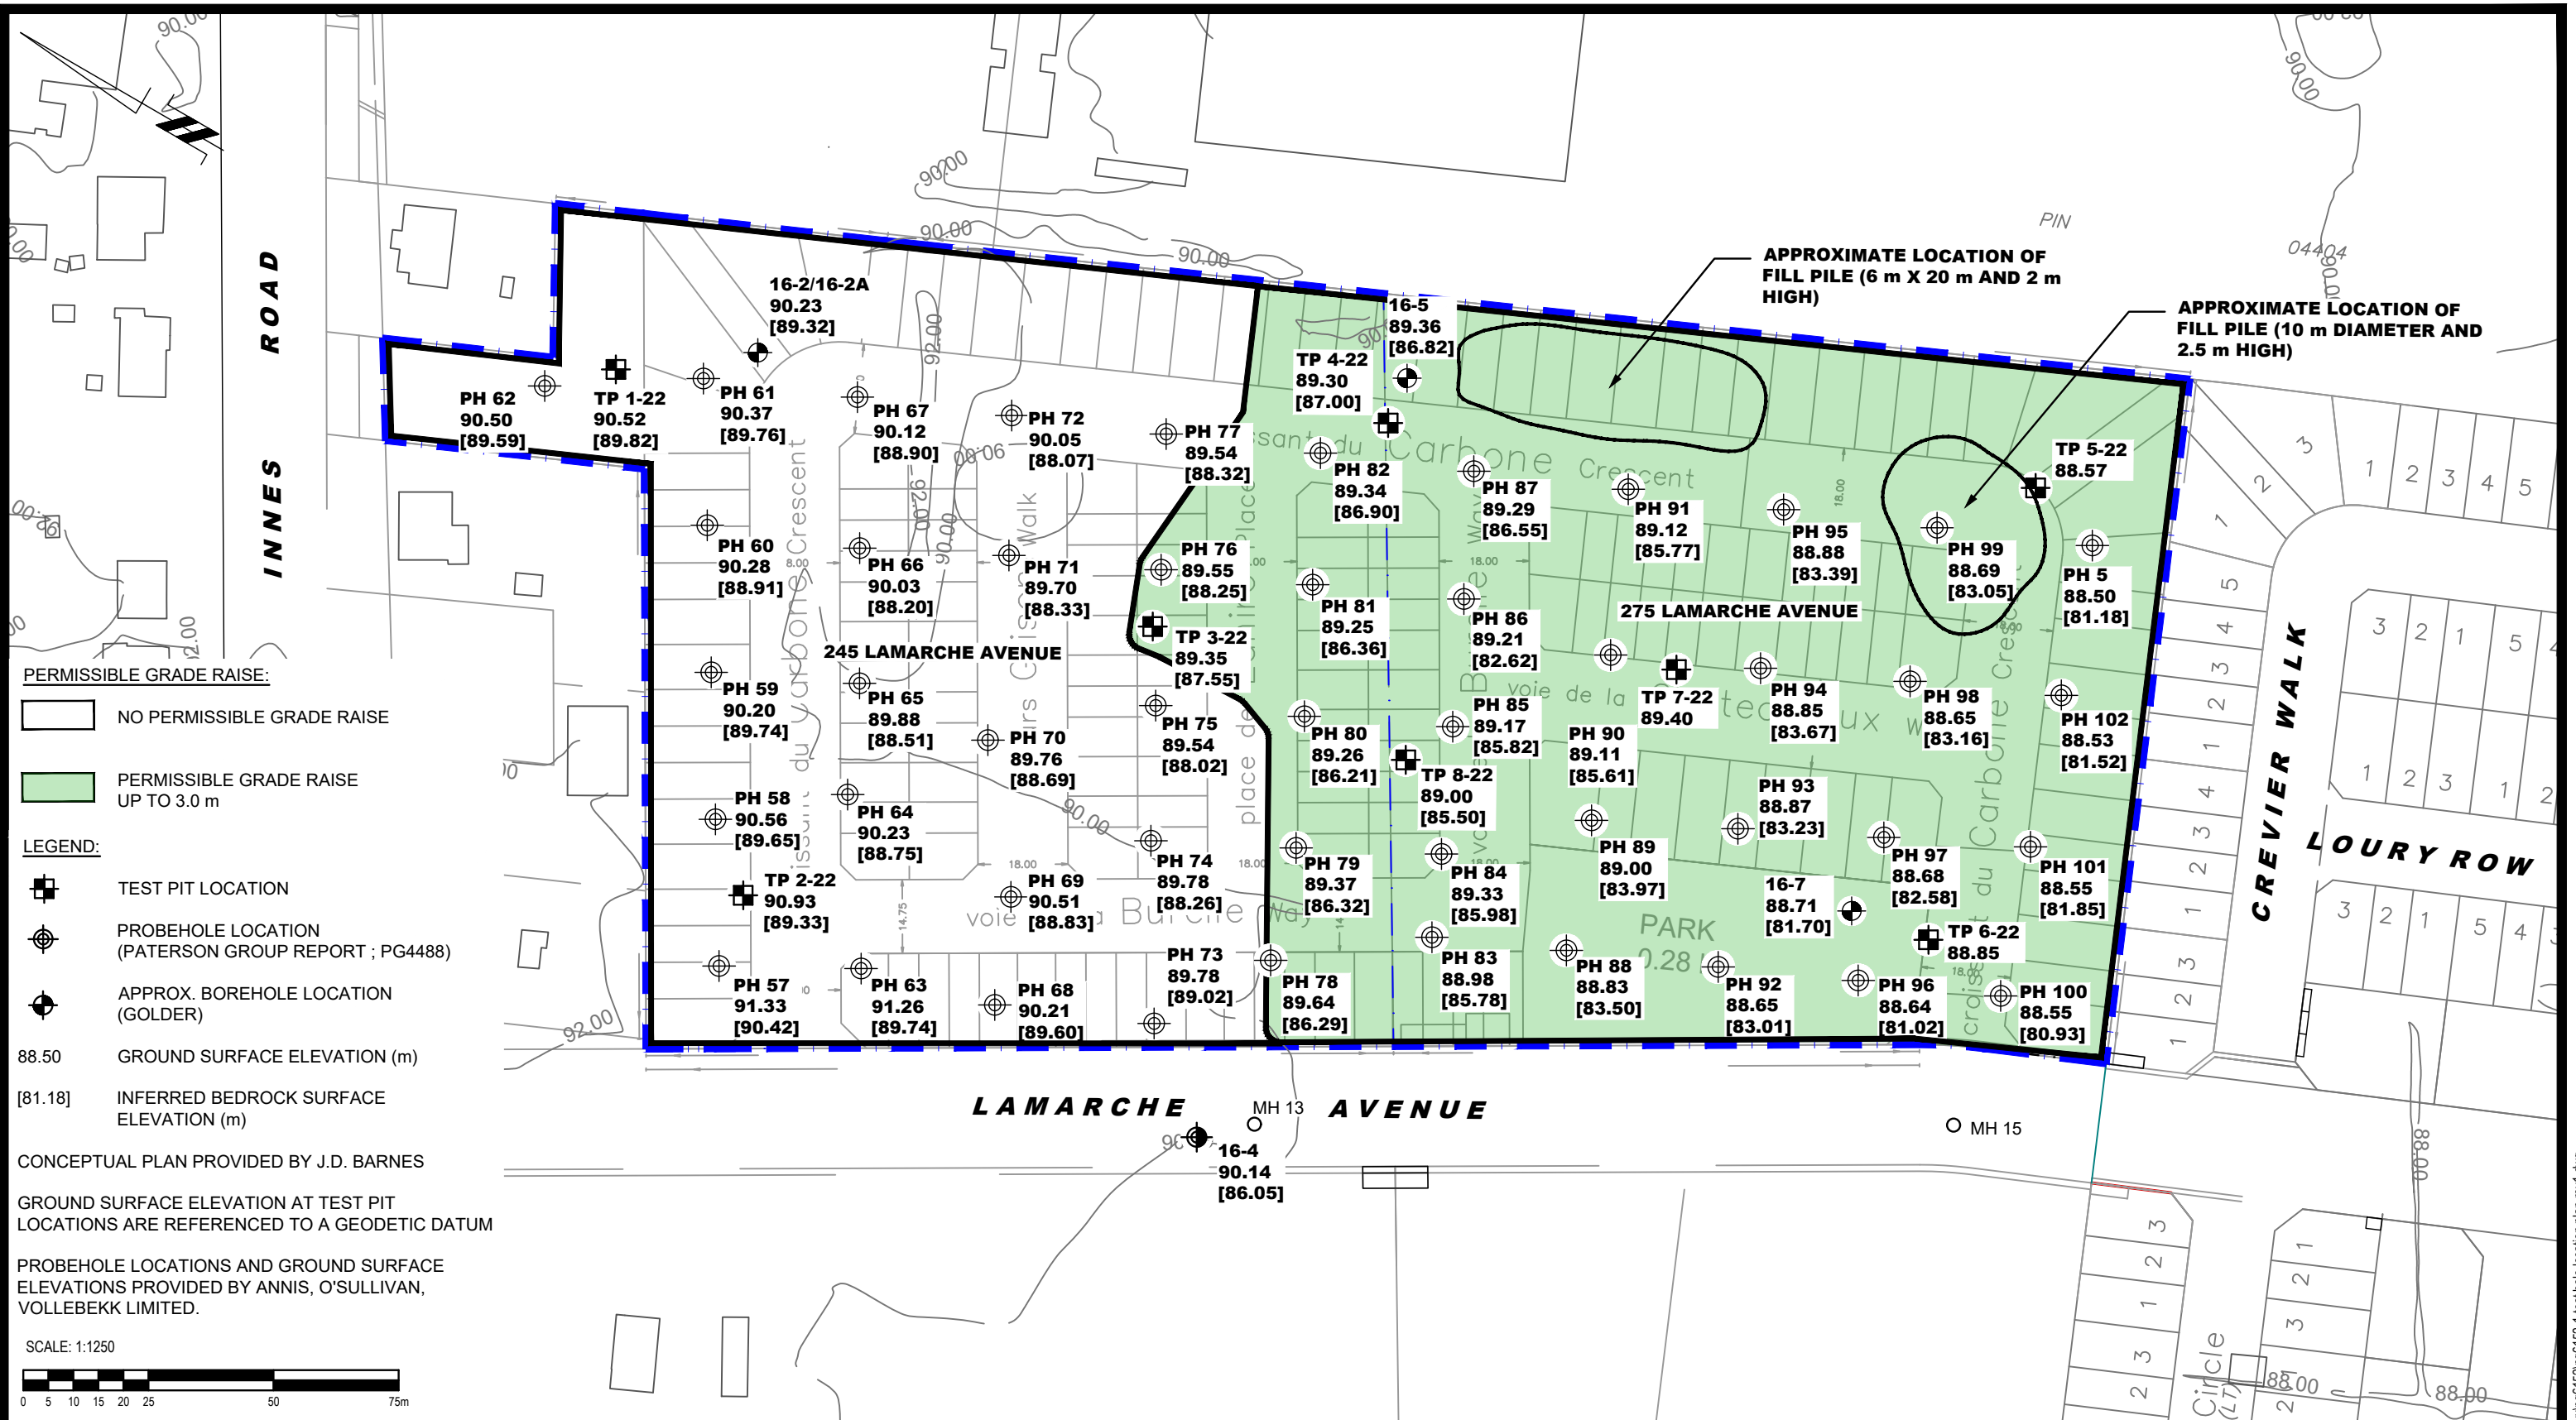 90.00
INNES ROAD
90.00
90.00
90.00
90.00
PIN
04404
90.00
APPROXIMATE LOCATION OF
FILL PILE (6 m X 20 m AND 2 m
HIGH)
APPROXIMATE LOCATION OF
FILL PILE (10 m DIAMETER AND
2.5 m HIGH)
16-2/16-2A
90.23
[89.32]
16-5
89.36
[86.82]
TP 4-22
89.30
[87.00]
PH 62
90.50
[89.59]
TP 1-22
90.52
[89.82]
PH 61
90.37
[89.76]
PH 67
90.12
[88.90]
PH 72
90.05
[88.07]
PH 77
89.54
[88.32]
PH 82
89.34
[86.90]
PH 87
89.29
[86.55]
PH 91
89.12
[85.77]
PH 95
88.88
[83.39]
PH 99
88.69
[83.05]
TP 5-22
88.57
PH 5
88.50
[81.18]
PH 60
90.28
[88.91]
PH 66
90.03
[88.20]
PH 71
89.70
[88.33]
PH 76
89.55
[88.25]
PH 81
89.25
[86.36]
PH 86
89.21
[82.62]
275 LAMARCHE AVENUE
245 LAMARCHE AVENUE
TP 3-22
89.35
[87.55]
PH 59
90.20
[89.74]
PH 65
89.88
[88.51]
PH 70
89.76
[88.69]
PH 75
89.54
[88.02]
PH 80
89.26
[86.21]
PH 85
89.17
[85.82]
PH 90
89.11
[85.61]
TP 7-22
89.40
PH 94
88.85
[83.67]
PH 98
88.65
[83.16]
PH 102
88.53
[81.52]
TP 8-22
89.00
[85.50]
PH 58
90.56
[89.65]
PH 64
90.23
[88.75]
PH 69
90.51
[88.83]
PH 74
89.78
[88.26]
PH 79
89.37
[86.32]
PH 84
89.33
[85.98]
PH 89
89.00
[83.97]
PH 93
88.87
[83.23]
PH 97
88.68
[82.58]
PH 101
88.55
[81.85]
TP 2-22
90.93
[89.33]
16-7
88.71
[81.70]
TP 6-22
88.85
PH 57
91.33
[90.42]
PH 63
91.26
[89.74]
PH 68
90.21
[89.60]
PH 73
89.78
[89.02]
PH 78
89.64
[86.29]
PH 83
88.98
[85.78]
PH 88
88.83
[83.50]
PH 92
88.65
[83.01]
PH 96
88.64
[81.02]
PH 100
88.55
[80.93]
Carbone Crescent
PARK
CREVIER WALK
LOURY ROW
LAMARCHE AVENUE
MH 13
MH 15
16-4
90.14
[86.05]
92.00
88.00
88.00
88.00
Circle
PERMISSIBLE GRADE RAISE:
NO PERMISSIBLE GRADE RAISE
PERMISSIBLE GRADE RAISE
UP TO 3.0 m
LEGEND:
TEST PIT LOCATION
PROBEHOLE LOCATION
(PATERSON GROUP REPORT ; PG4488)
APPROX. BOREHOLE LOCATION
(GOLDER)
88.50 GROUND SURFACE ELEVATION (m)
[81.18] INFERRED BEDROCK SURFACE
ELEVATION (m)
CONCEPTUAL PLAN PROVIDED BY J.D. BARNES
GROUND SURFACE ELEVATION AT TEST PIT
LOCATIONS ARE REFERENCED TO A GEODETIC DATUM
PROBEHOLE LOCATIONS AND GROUND SURFACE
ELEVATIONS PROVIDED BY ANNIS, O'SULLIVAN,
VOLLEBEKK LIMITED.
SCALE: 1:1250
0 5 10 15 20 25 50 75m